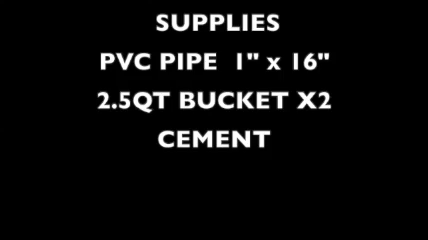 SUPPLIES
PVC PIPE  1" x 16"
2.5QT BUCKET X2
CEMENT